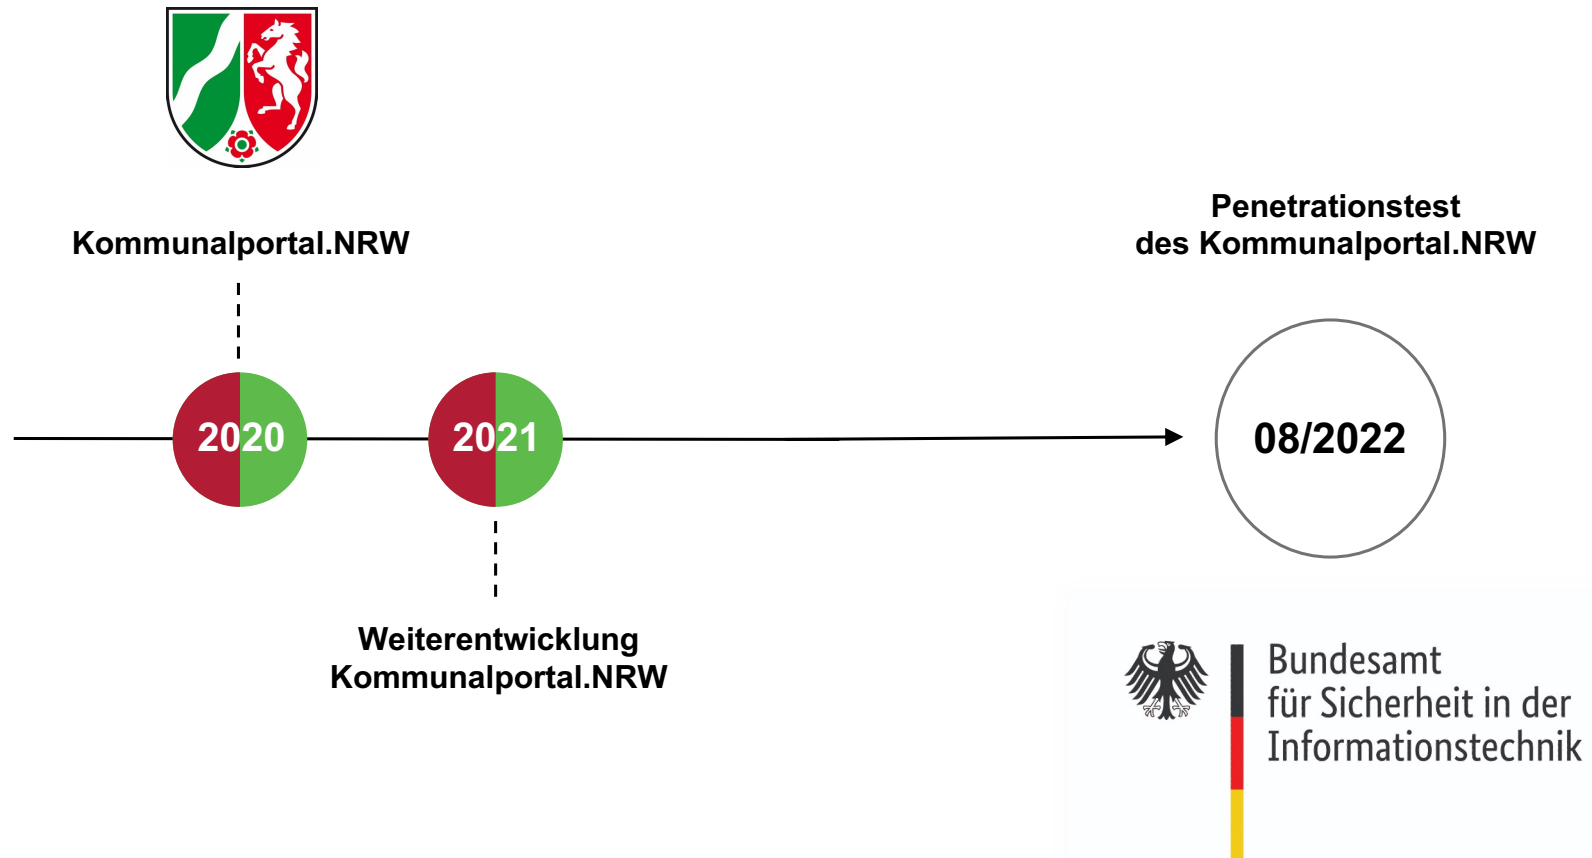 Kommunalportal.NRW
Penetrationstest
des Kommunalportal.NRW
2020
2021
08/2022
Weiterentwicklung
Kommunalportal.NRW
Bundesamt
für Sicherheit in der
Informationstechnik